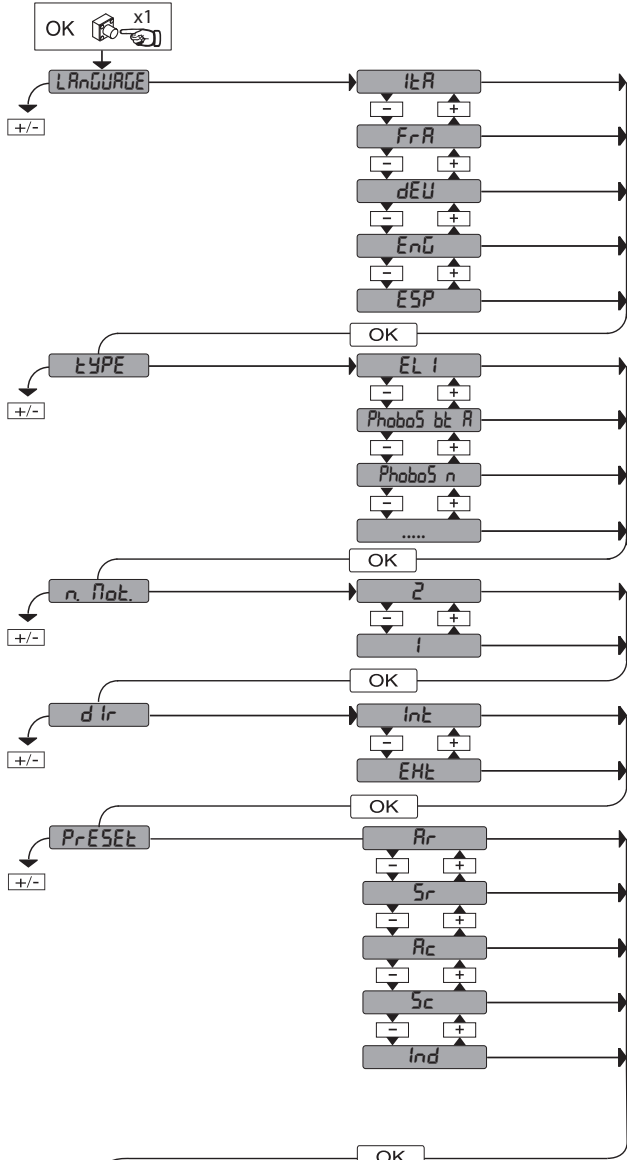 OK x1
LAnGUAGE
+/-
ItA
- +
FrA
- +
dEU
- +
EnG
- +
ESP
OK
tYPE
+/-
EL 1
- +
PhoboS bt A
- +
PhoboS n
- +
.....
OK
n. Mot.
+/-
2
- +
1
OK
dIr
+/-
Int
- +
EHt
OK
PrESEt
+/-
Ar
- +
Sr
- +
Ac
- +
Sc
- +
Ind
OK